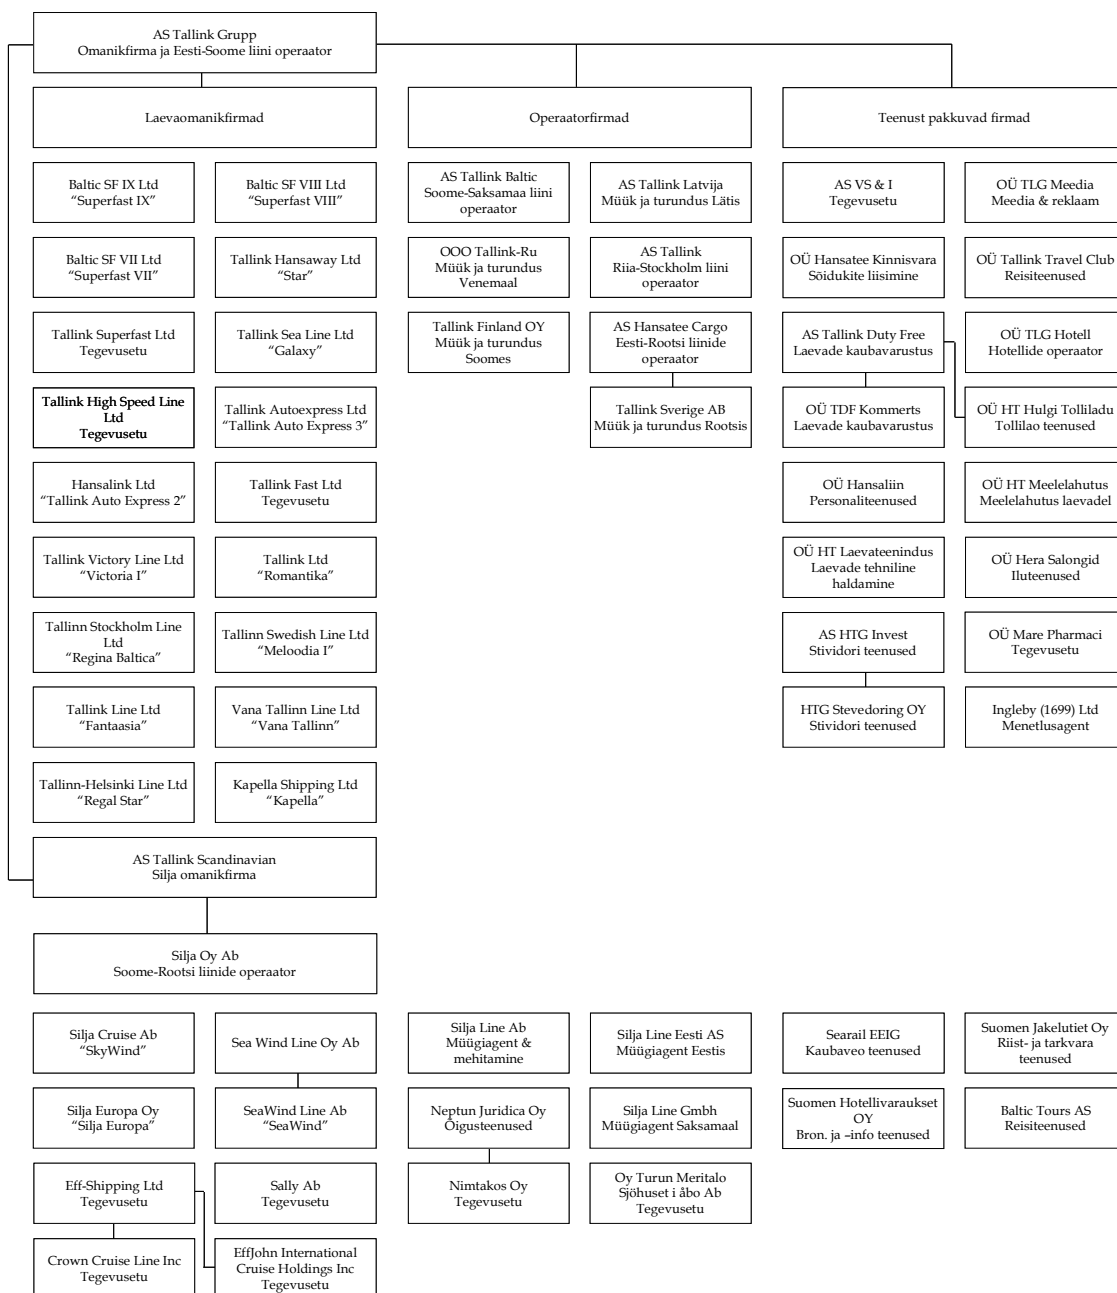 AS Tallink Grupp
Omanikfirma ja Eesti-Soome liini operaator
Laevaomanikfirmad
Operaatorfirmad
Teenust pakkuvad firmad
Baltic SF IX Ltd
“Superfast IX”
Baltic SF VIII Ltd
“Superfast VIII”
AS Tallink Baltic
Soome-Saksamaa liini
operaator
AS Tallink Latvija
Müük ja turundus Lätis
AS VS & I
Tegevusetu
OÜ TLG Meedia
Meedia & reklaam
Baltic SF VII Ltd
“Superfast VII”
Tallink Hansaway Ltd
“Star”
OOO Tallink-Ru
Müük ja turundus
Venemaal
AS Tallink
Riia-Stockholm liini
operaator
OÜ Hansatee Kinnisvara
Sõidukite liisimine
OÜ Tallink Travel Club
Reisiteenused
Tallink Superfast Ltd
Tegevusetu
Tallink Sea Line Ltd
“Galaxy”
Tallink Finland OY
Müük ja turundus
Soomes
AS Hansatee Cargo
Eesti-Rootsi liinide
operaator
AS Tallink Duty Free
Laevade kaubavarustus
OÜ TLG Hotell
Hotellide operaator
Tallink High Speed Line
Ltd
Tegevusetu
Tallink Autoexpress Ltd
“Tallink Auto Express 3”
Tallink Sverige AB
Müük ja turundus Rootsis
OÜ TDF Kommerts
Laevade kaubavarustus
OÜ HT Hulgi Tolliladu
Tollilao teenused
Hansalink Ltd
“Tallink Auto Express 2”
Tallink Fast Ltd
Tegevusetu
OÜ Hansaliin
Personaliteenused
OÜ HT Meelelahutus
Meelelahutus laevadel
Tallink Victory Line Ltd
“Victoria I”
Tallink Ltd
“Romantika”
OÜ HT Laevateenindus
Laevade tehniline
haldamine
OÜ Hera Salongid
Iluteenused
Tallinn Stockholm Line
Ltd
“Regina Baltica”
Tallinn Swedish Line Ltd
“Meloodia I”
AS HTG Invest
Stividori teenused
OÜ Mare Pharmaci
Tegevusetu
Tallink Line Ltd
“Fantaasia”
Vana Tallinn Line Ltd
“Vana Tallinn”
HTG Stevedoring OY
Stividori teenused
Ingleby (1699) Ltd
Menetlusagent
Tallinn-Helsinki Line Ltd
“Regal Star”
Kapella Shipping Ltd
“Kapella”
AS Tallink Scandinavian
Silja omanikfirma
Silja Oy Ab
Soome-Rootsi liinide operaator
Silja Cruise Ab
“SkyWind”
Sea Wind Line Oy Ab
Silja Line Ab
Müügiagent &
mehitamine
Silja Line Eesti AS
Müügiagent Eestis
Searail EEIG
Kaubaveo teenused
Suomen Jakelutiet Oy
Riist- ja tarkvara
teenused
Silja Europa Oy
“Silja Europa”
SeaWind Line Ab
“SeaWind”
Neptun Juridica Oy
Õigusteenused
Silja Line Gmbh
Müügiagent Saksamaal
Suomen Hotellivaraukset
OY
Bron. ja –info teenused
Baltic Tours AS
Reisiteenused
Eff-Shipping Ltd
Tegevusetu
Sally Ab
Tegevusetu
Nimtakos Oy
Tegevusetu
Oy Turun Meritalo
Sjöhuset i åbo Ab
Tegevusetu
Crown Cruise Line Inc
Tegevusetu
EffJohn International
Cruise Holdings Inc
Tegevusetu